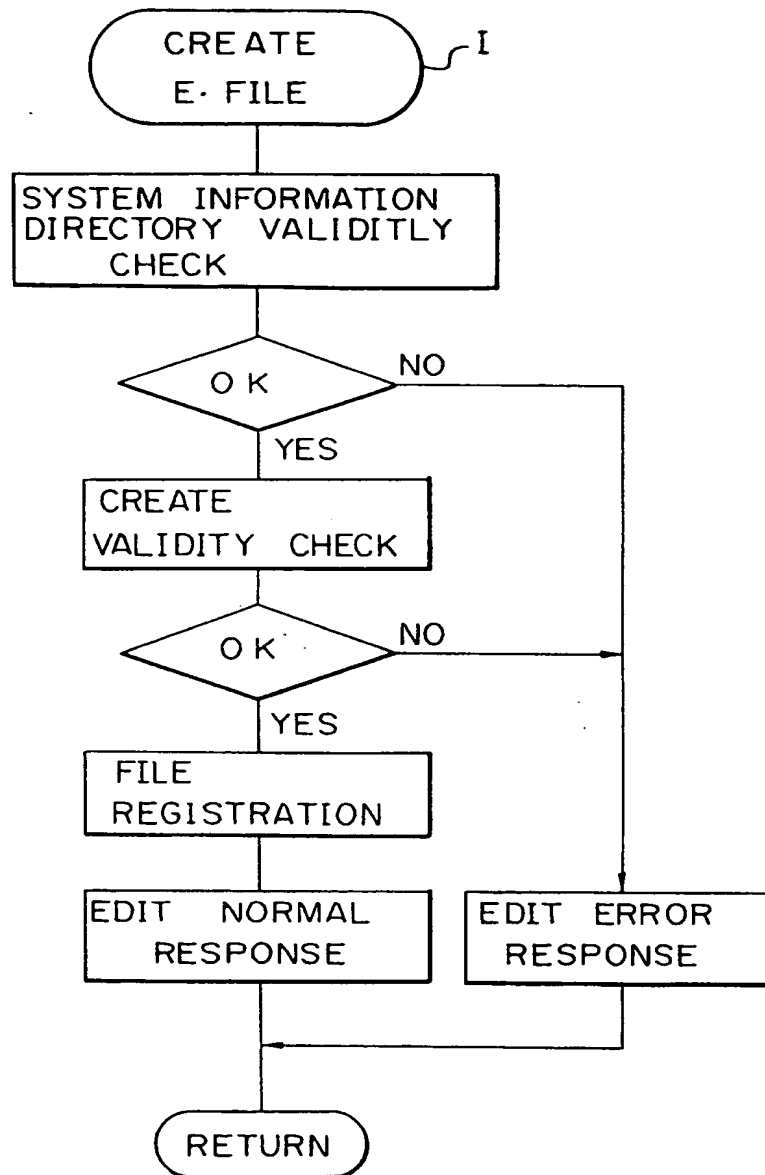 CREATE
E. FILE
I
SYSTEM INFORMATION
DIRECTORY VALIDITLY
CHECK
OK
NO
YES
CREATE
VALIDITY CHECK
OK
NO
YES
FILE
REGISTRATION
EDIT NORMAL
RESPONSE
EDIT ERROR
RESPONSE
RETURN